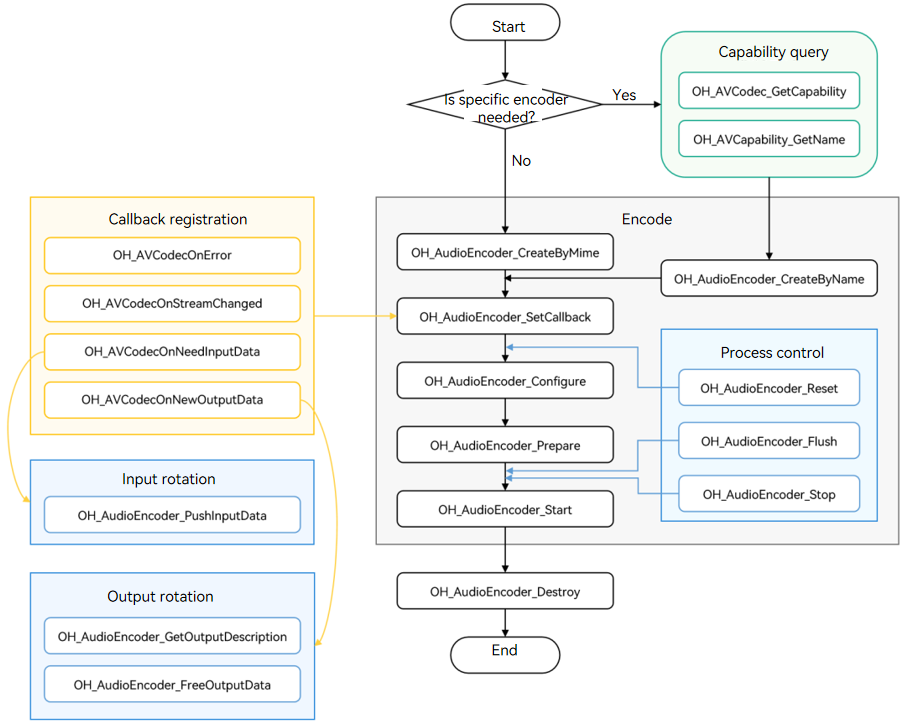 Start
Is specific encoder
needed?
Yes
No
Capability query
OH_AVCodec_GetCapability
OH_AVCapability_GetName
Callback registration
OH_AVCodecOnError
OH_AVCodecOnStreamChanged
OH_AVCodecOnNeedInputData
OH_AVCodecOnNewOutputData
Input rotation
OH_AudioEncoder_PushInputData
Output rotation
OH_AudioEncoder_GetOutputDescription
OH_AudioEncoder_FreeOutputData
Encode
OH_AudioEncoder_CreateByMime
OH_AudioEncoder_CreateByName
OH_AudioEncoder_SetCallback
OH_AudioEncoder_Configure
OH_AudioEncoder_Prepare
OH_AudioEncoder_Start
Process control
OH_AudioEncoder_Reset
OH_AudioEncoder_Flush
OH_AudioEncoder_Stop
OH_AudioEncoder_Destroy
End